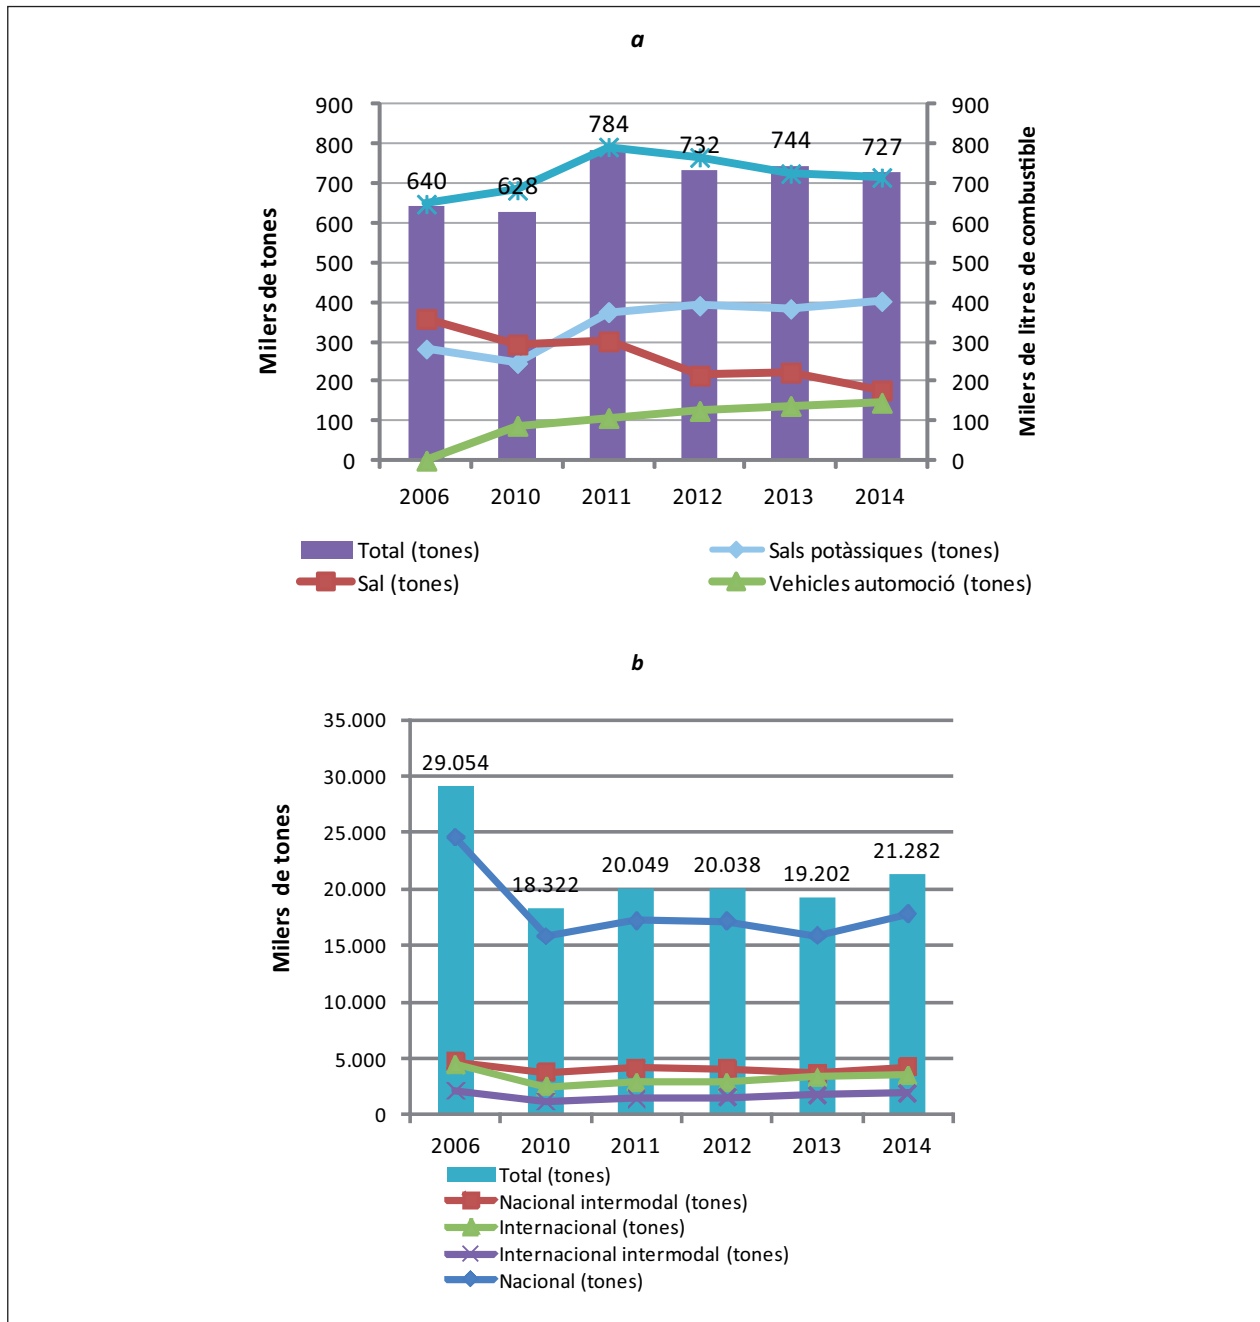 a
900
800
700
600
500
400
300
200
100
0
Milers de tones
640
628
784
732
744
727
900
800
700
600
500
400
300
200
100
0
Milers de litres de combustible
2006 2010 2011 2012 2013 2014
Total (tones) Sals potàssiques (tones)
Sal (tones) Vehicles automoció (tones)
b
35.000
30.000
25.000
20.000
15.000
10.000
5.000
0
Milers de tones
29.054
18.322
20.049
20.038
19.202
21.282
2006 2010 2011 2012 2013 2014
Total (tones)
Nacional intermodal (tones)
Internacional (tones)
Internacional intermodal (tones)
Nacional (tones)